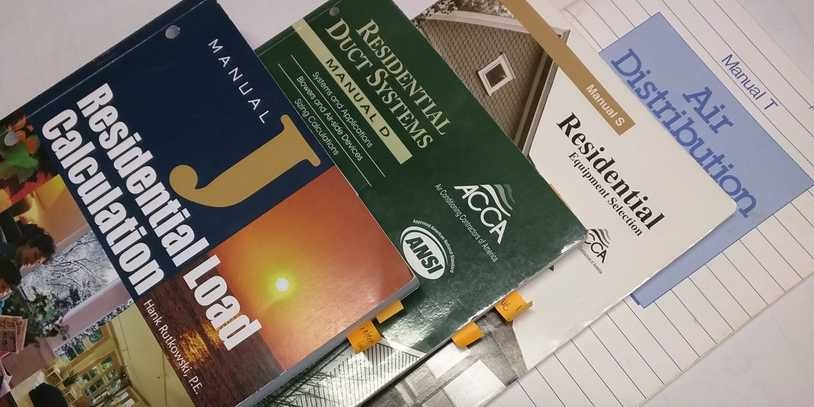 MANUAL
J
Residential Load
Calculation
Hank Rutkowski, P.E.
RESIDENTIAL
DUCT SYSTEMS
MANUAL D
Systems and Applications
Blowers and Air-side Devices
Sizing Calculations
ACCA
Air Conditioning Contractors of America
ANSI
Manual S
Residential
Equipment Selection
ACCA
Manual T
Air
Distribution